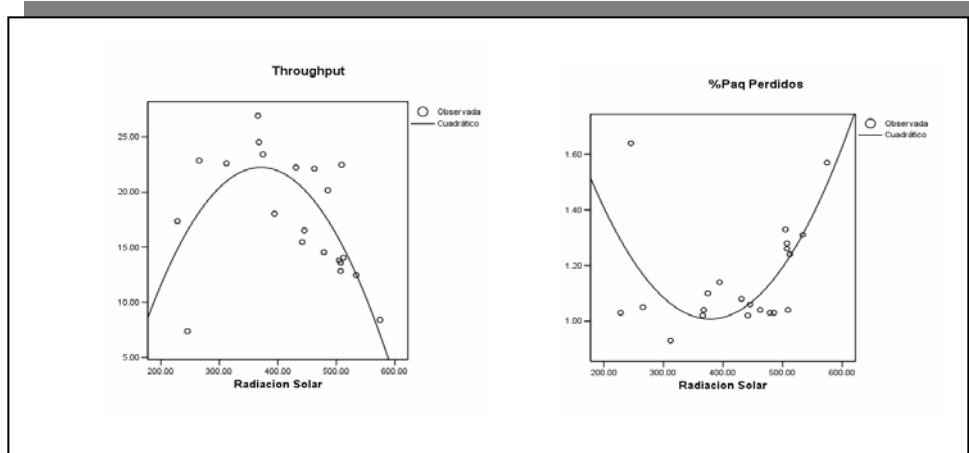 Throughput
Observada
Cuadrático
25.00
20.00
15.00
10.00
5.00
200.00 300.00 400.00 500.00 600.00
Radiacion Solar
%Paq Perdidos
Observada
Cuadrático
1.60
1.40
1.20
1.00
200.00 300.00 400.00 500.00 600.00
Radiacion Solar